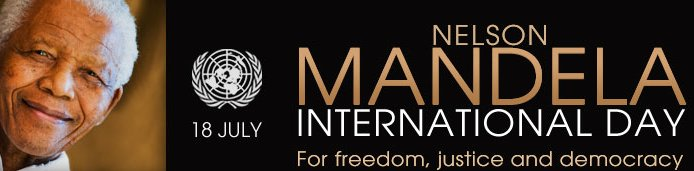 18 JULY
NELSON
MANDELA
INTERNATIONAL DAY
For freedom, justice and democracy